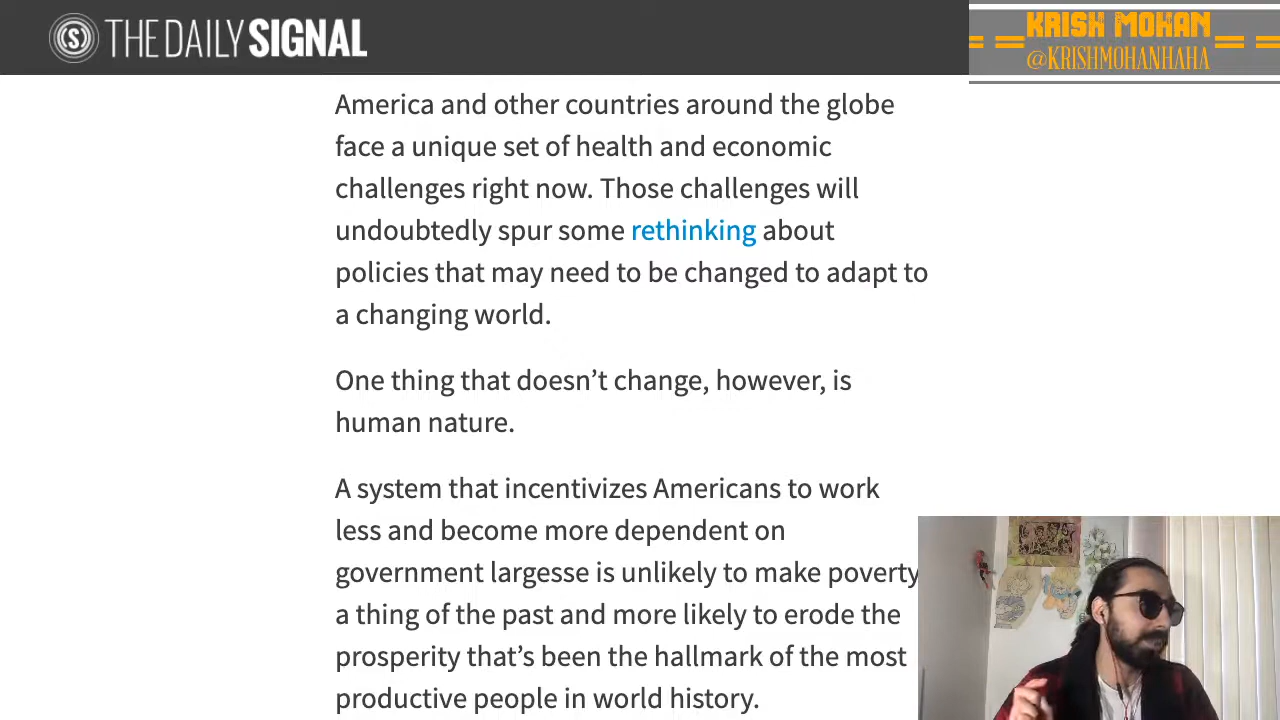 THE DAILY SIGNAL
KRISH MOHAN
@KRISHMOHANHAHA
America and other countries around the globe
face a unique set of health and economic
challenges right now. Those challenges will
undoubtedly spur some rethinking about
policies that may need to be changed to adapt to
a changing world.
One thing that doesn’t change, however, is
human nature.
A system that incentivizes Americans to work
less and become more dependent on
government largesse is unlikely to make poverty
a thing of the past and more likely to erode the
prosperity that’s been the hallmark of the most
productive people in world history.